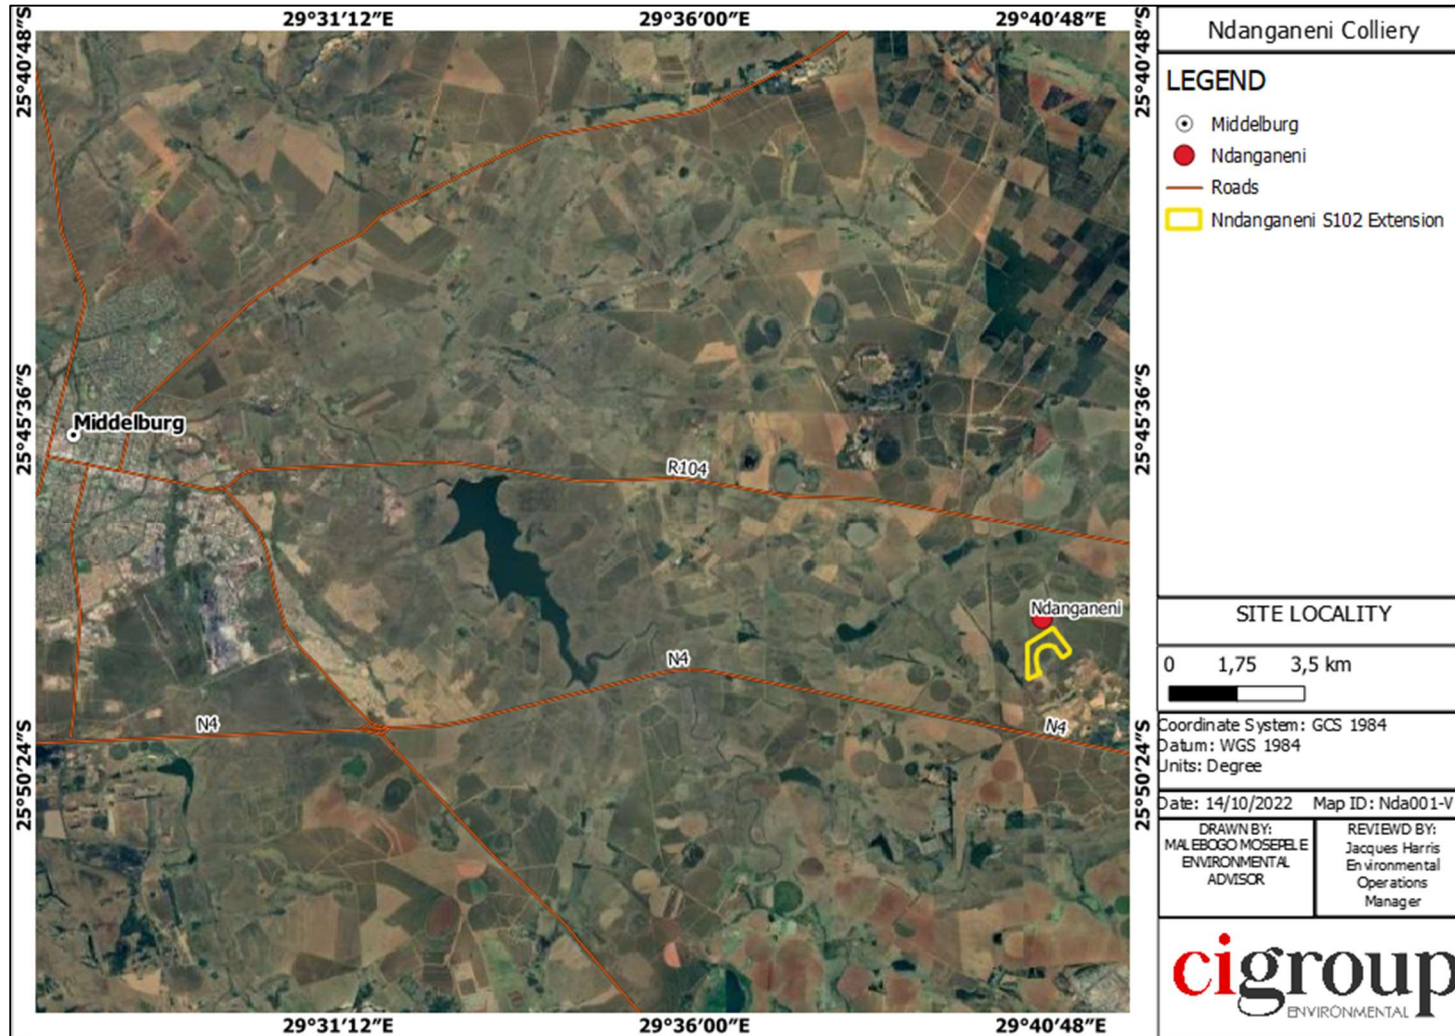 29°31'12"E 29°36'00"E 29°40'48"E
25°40'48"S
25°40'48"S
25°45'36"S
25°45'36"S
25°50'24"S
25°50'24"S
Middelburg
R104
Ndanganeni
N4
N4
N4
29°31'12"E 29°36'00"E 29°40'48"E
Ndanganeni Colliery
LEGEND
Middelburg
Ndanganeni
Roads
Nndanganeni S102 Extension
SITE LOCALITY
0 1,75 3,5 km
Coordinate System: GCS 1984
Datum: WGS 1984
Units: Degree
Date: 14/10/2022 Map ID: Nda001-V
DRAWN BY:
MALEBOGO MOSEPELE
ENVIRONMENTAL
ADVISOR
REVIEWD BY:
Jacques Harris
Environmental
Operations
Manager
cigroup
ENVIRONMENTAL